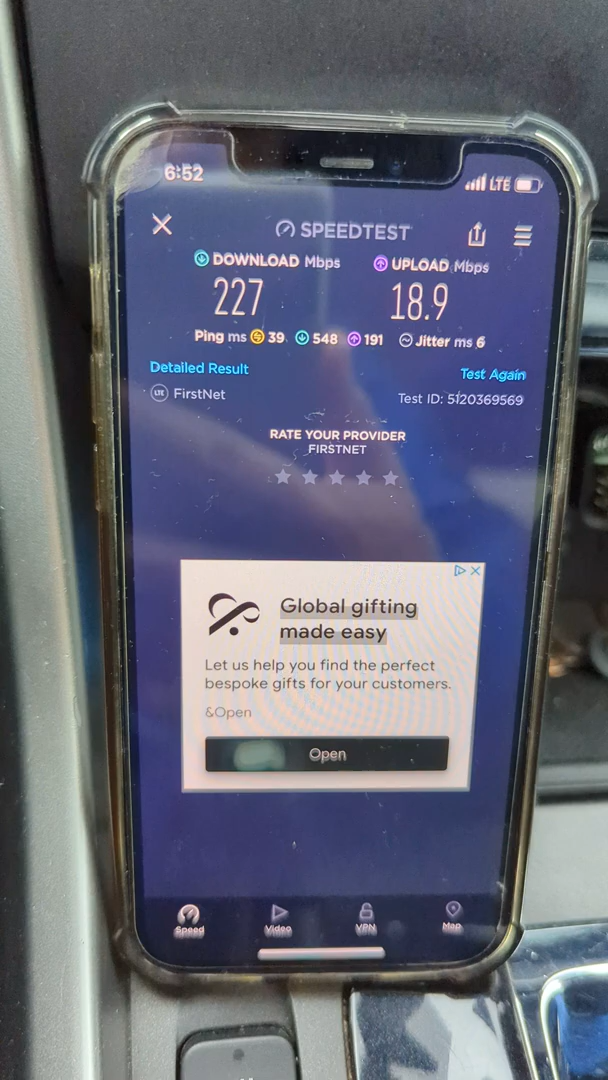 6:52
LTE
SPEEDTEST
DOWNLOAD Mbps
UPLOAD Mbps
227
18.9
Ping ms 39 548 191 Jitter ms 6
Detailed Result
Test Again
LTE FirstNet
Test ID: 5120369569
RATE YOUR PROVIDER
FIRSTNET
Global gifting
made easy
Let us help you find the perfect
bespoke gifts for your customers.
&Open
Open
Speed
Video
VPN
Map